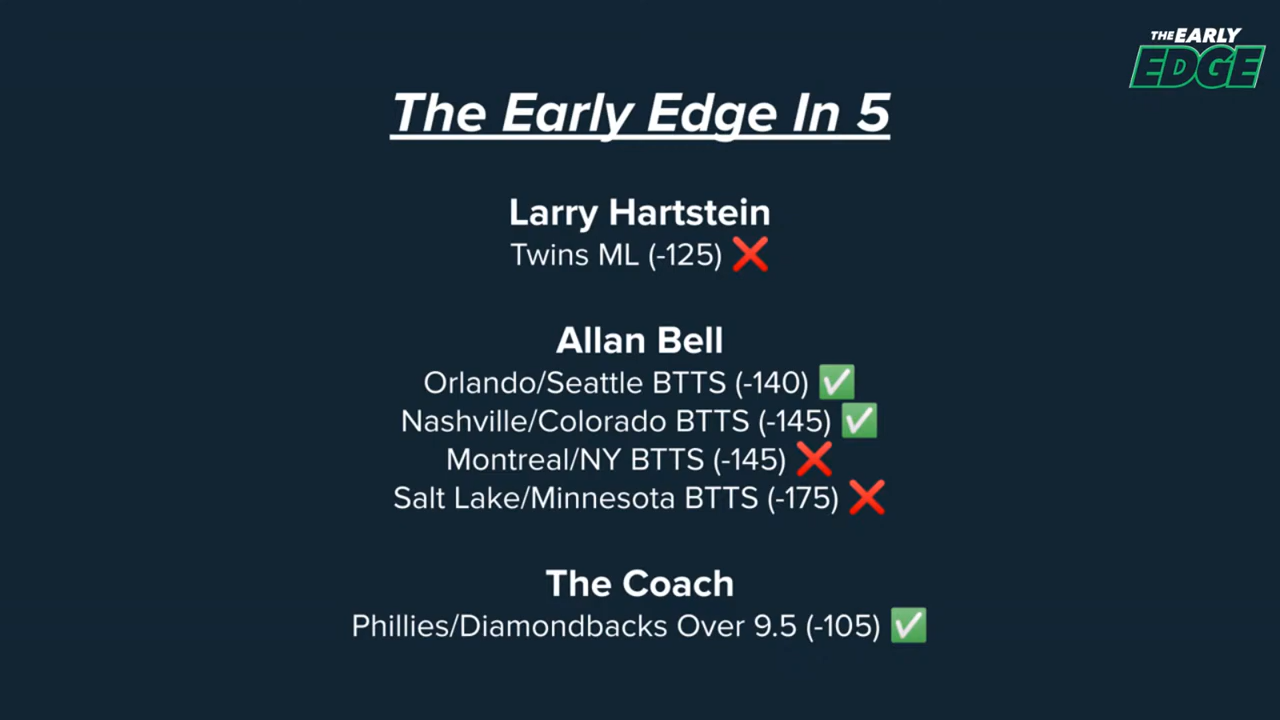 THE EARLY
EDGE
The Early Edge In 5
Larry Hartstein
Twins ML (-125) ❌
Allan Bell
Orlando/Seattle BTTS (-140) ✅
Nashville/Colorado BTTS (-145) ✅
Montreal/NY BTTS (-145) ❌
Salt Lake/Minnesota BTTS (-175) ❌
The Coach
Phillies/Diamondbacks Over 9.5 (-105) ✅